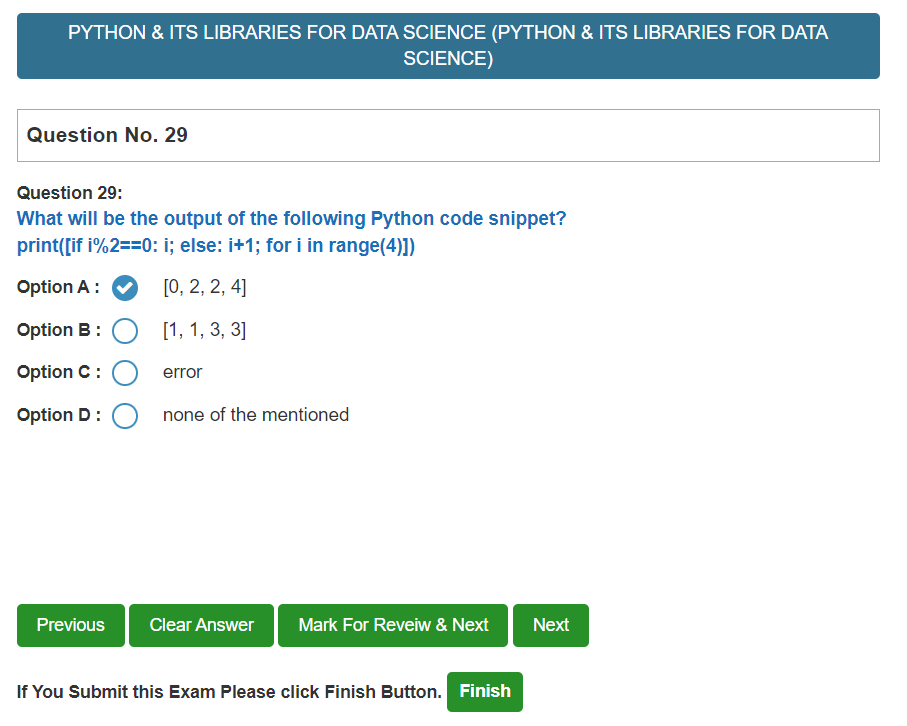 PYTHON & ITS LIBRARIES FOR DATA SCIENCE (PYTHON & ITS LIBRARIES FOR DATA
SCIENCE)
Question No. 29
Question 29:
What will be the output of the following Python code snippet?
print([if i%2==0: i; else: i+1; for i in range(4)])
Option A : [0, 2, 2, 4]
Option B : [1, 1, 3, 3]
Option C : error
Option D : none of the mentioned
Previous Clear Answer Mark For Reveiw & Next Next
If You Submit this Exam Please click Finish Button. Finish